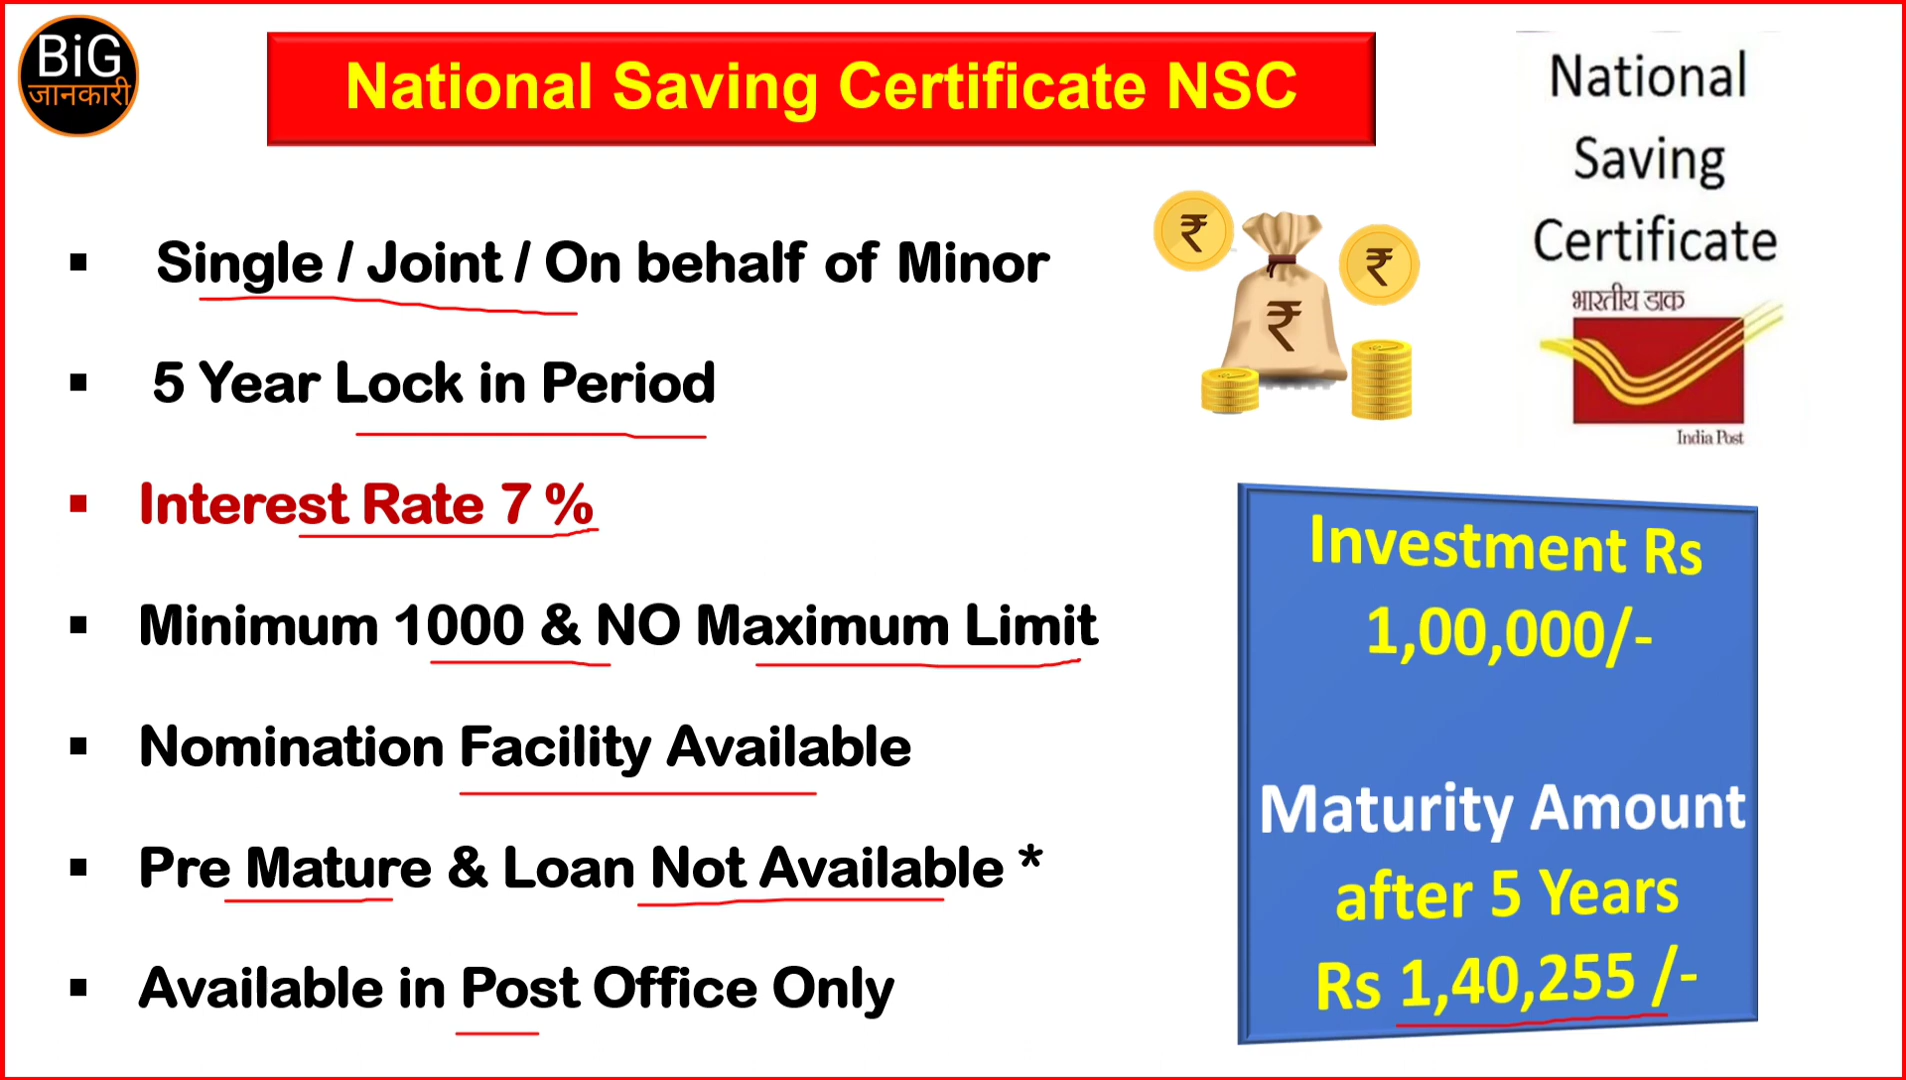 BiG
जानकारी
National Saving Certificate NSC
National
Saving
Certificate
भारतीय डाक
India Post
▪ Single / Joint / On behalf of Minor
▪ 5 Year Lock in Period
▪ Interest Rate 7 %
▪ Minimum 1000 & NO Maximum Limit
▪ Nomination Facility Available
▪ Pre Mature & Loan Not Available *
▪ Available in Post Office Only
₹
₹
₹
Investment Rs
1,00,000/-
Maturity Amount
after 5 Years
Rs 1,40,255 /-